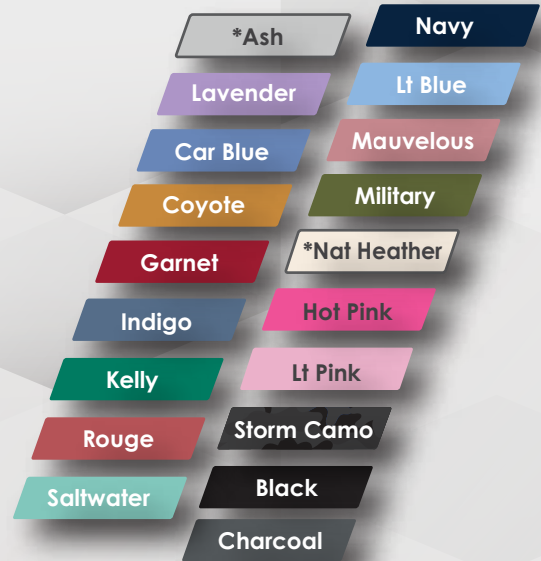 *Ash
Lavender
Car Blue
Coyote
Garnet
Indigo
Kelly
Rouge
Saltwater
Navy
Lt Blue
Mauvelous
Military
*Nat Heather
Hot Pink
Lt Pink
Storm Camo
Black
Charcoal